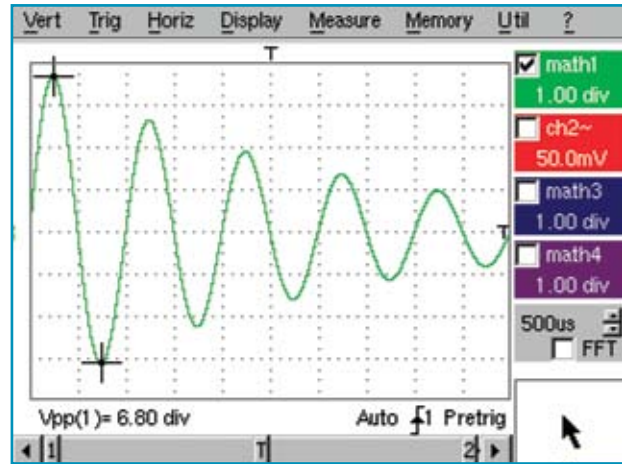 Vert Trig Horiz Display Measure Memory Util ?
T
math1
1.00 div
ch2~
50.0mV
math3
1.00 div
T
math4
1.00 div
500us
FFT
Vpp(1)= 6.80 div Auto 1 Pretrig
1 T 2